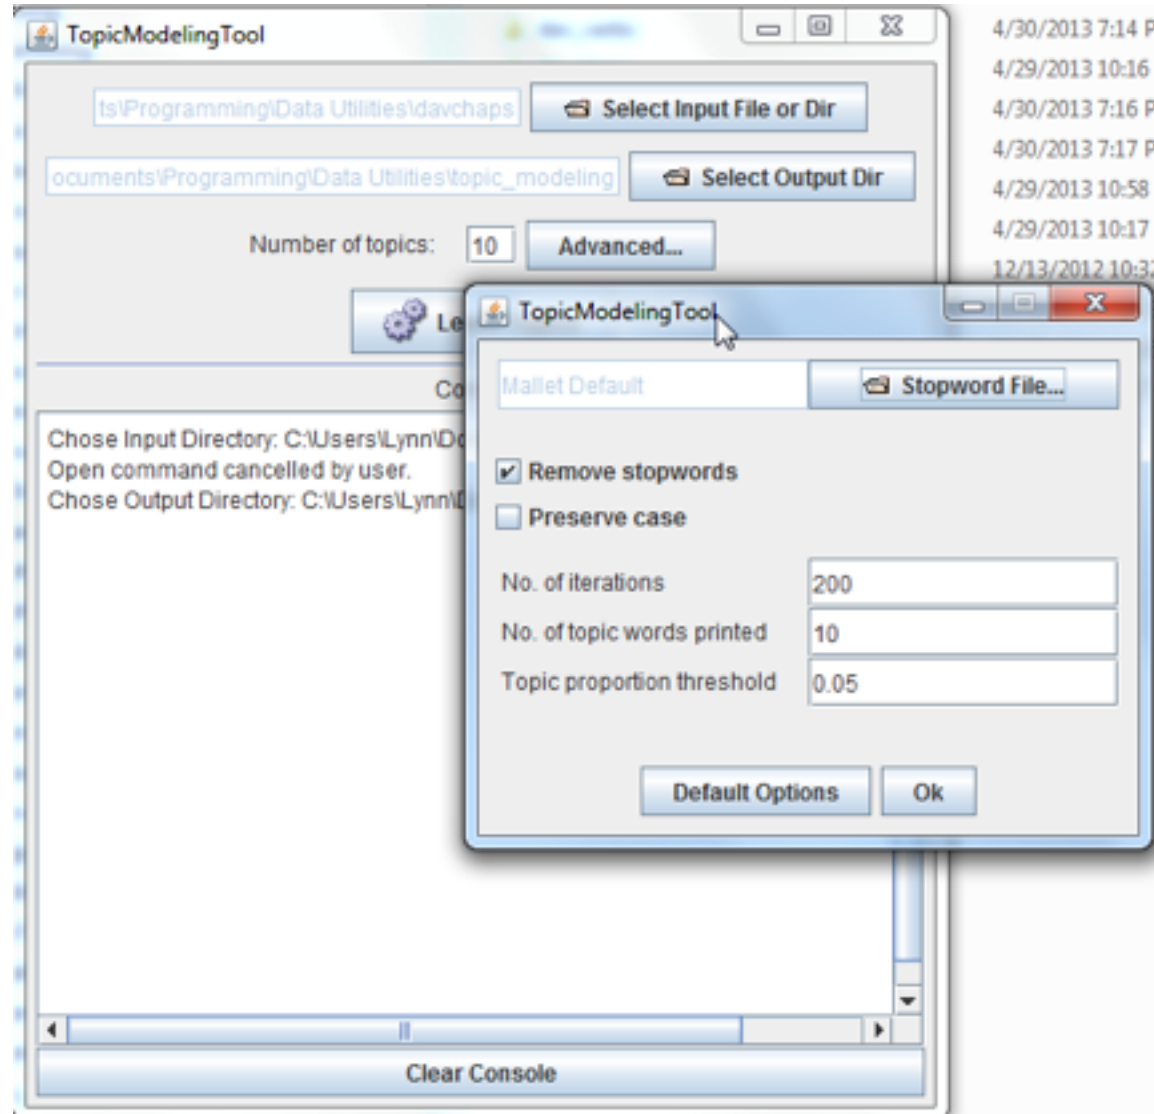 TopicModelingTool
ts\Programming\Data Utilities\davchaps Select Input File or Dir
ocuments\Programming\Data Utilities\topic_modeling Select Output Dir
Number of topics: 10 Advanced...
Le
Co
Chose Input Directory: C:\Users\Lynn\Do
Open command cancelled by user.
Chose Output Directory: C:\Users\Lynn\D
Clear Console
TopicModelingTool
Mallet Default Stopword File...
Remove stopwords
Preserve case
No. of iterations 200
No. of topic words printed 10
Topic proportion threshold 0.05
Default Options Ok
4/30/2013 7:14 P
4/29/2013 10:16
4/30/2013 7:16 P
4/30/2013 7:17 P
4/29/2013 10:58
4/29/2013 10:17
12/13/2012 10:32